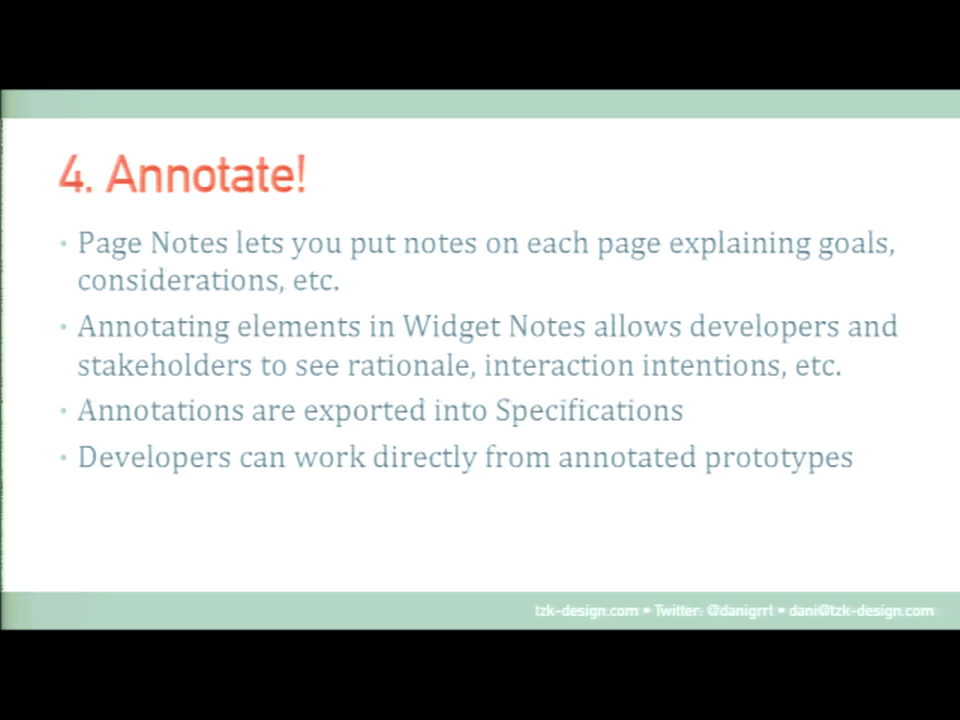 4. Annotate!
• Page Notes lets you put notes on each page explaining goals,
considerations, etc.
• Annotating elements in Widget Notes allows developers and
stakeholders to see rationale, interaction intentions, etc.
• Annotations are exported into Specifications
• Developers can work directly from annotated prototypes
tzk-design.com • Twitter: @danigrrl • dani@tzk-design.com